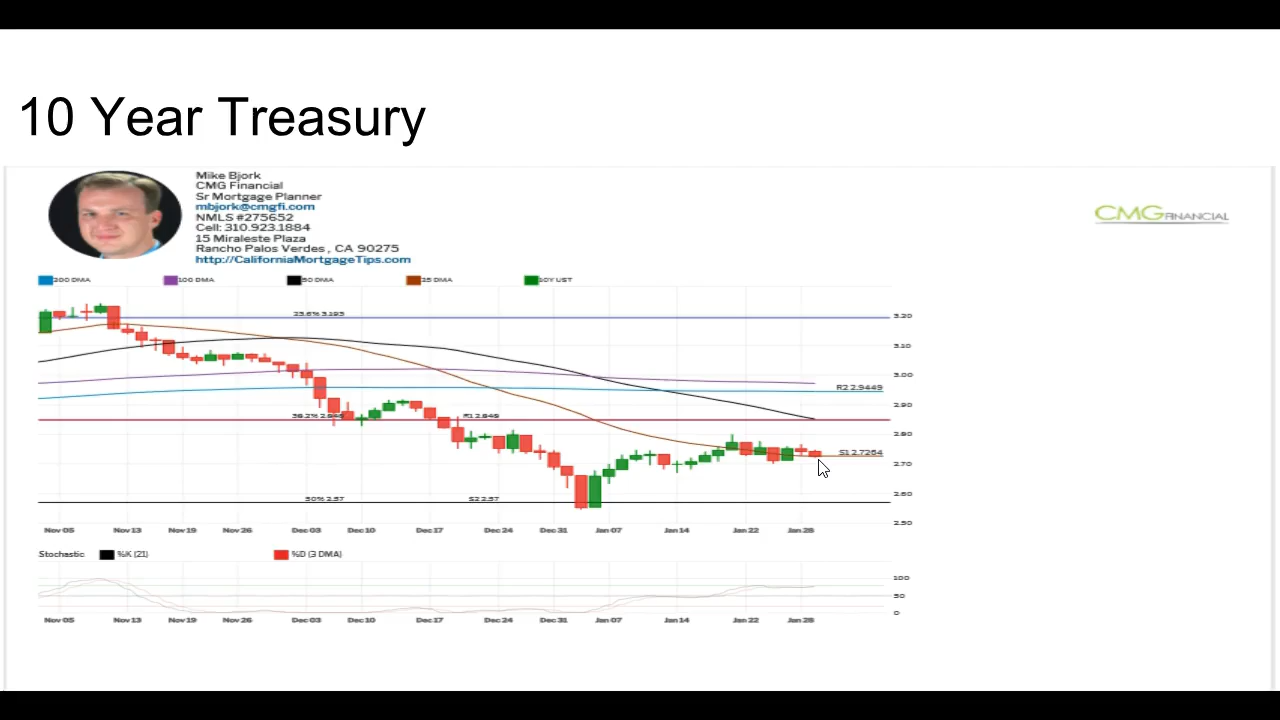 10 Year Treasury
Mike Bjork
CMG Financial
Sr Mortgage Planner
mbjork@cmgfi.com
NMLS #275652
Cell: 310.923.1884
15 Miraleste Plaza
Rancho Palos Verdes , CA 90275
http://CaliforniaMortgageTips.com
CMG FINANCIAL
200 DMA 100 DMA 50 DMA 25 DMA 10Y UST
23.6% 3.193
3.20
3.10
3.00
R2 2.9449
2.90
38.2% 2.848 R1 2.848
2.80
S1 2.7264
2.70
50% 2.57 S2 2.57
2.60
2.50
Nov 05 Nov 13 Nov 19 Nov 26 Dec 03 Dec 10 Dec 17 Dec 24 Dec 31 Jan 07 Jan 14 Jan 22 Jan 28
Stochastic %K (21) %D (3 DMA)
100
50
0
Nov 05 Nov 13 Nov 19 Nov 26 Dec 03 Dec 10 Dec 17 Dec 24 Dec 31 Jan 07 Jan 14 Jan 22 Jan 28